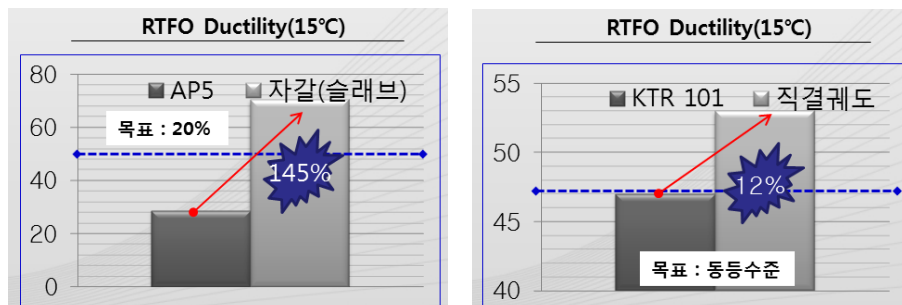 RTFO Ductility(15℃)
80
60
40
20
0
AP5 자갈(슬래브)
목표 : 20%
145%
RTFO Ductility(15℃)
55
50
45
40
KTR 101 직결궤도
12%
목표 : 동등수준